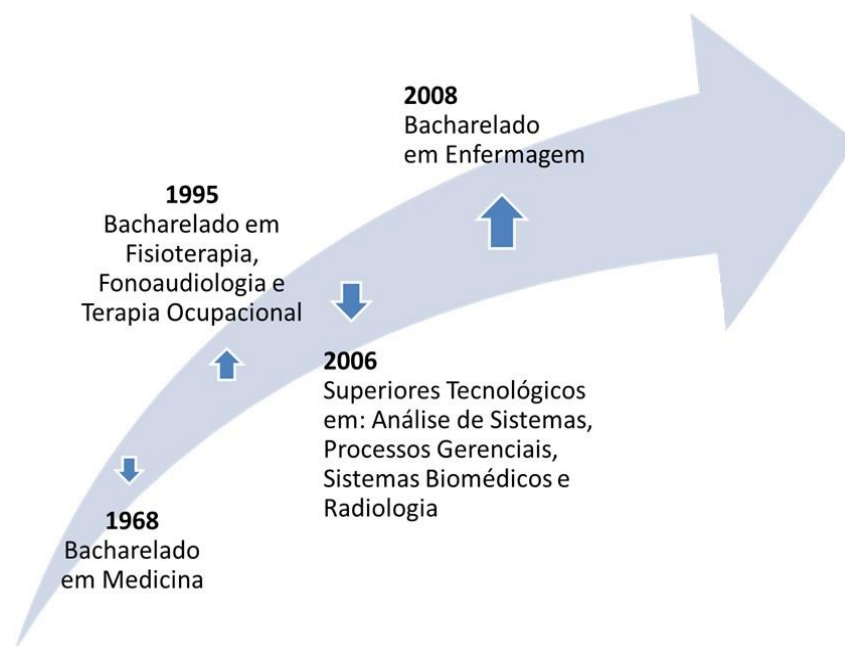 1968
Bacharelado
em Medicina
1995
Bacharelado em
Fisioterapia,
Fonoaudiologia e
Terapia Ocupacional
2006
Superiores Tecnológicos
em: Análise de Sistemas,
Processos Gerenciais,
Sistemas Biomédicos e
Radiologia
2008
Bacharelado
em Enfermagem